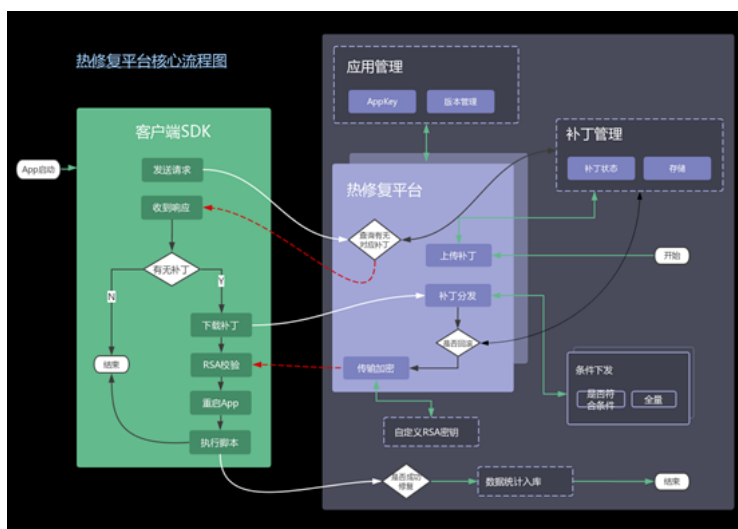 热修复平台核心流程图
客户端SDK
App启动
发送请求
收到响应
有无补丁
N
Y
下载补丁
结束
RSA校验
重启App
执行脚本
应用管理
AppKey
版本管理
补丁管理
补丁状态
存储
热修复平台
查询有无
对应补丁
上传补丁
开始
补丁分发
是否回滚
传输加密
条件下发
是否符
合条件
全量
自定义RSA密钥
是否成功
修复
数据统计入库
结束